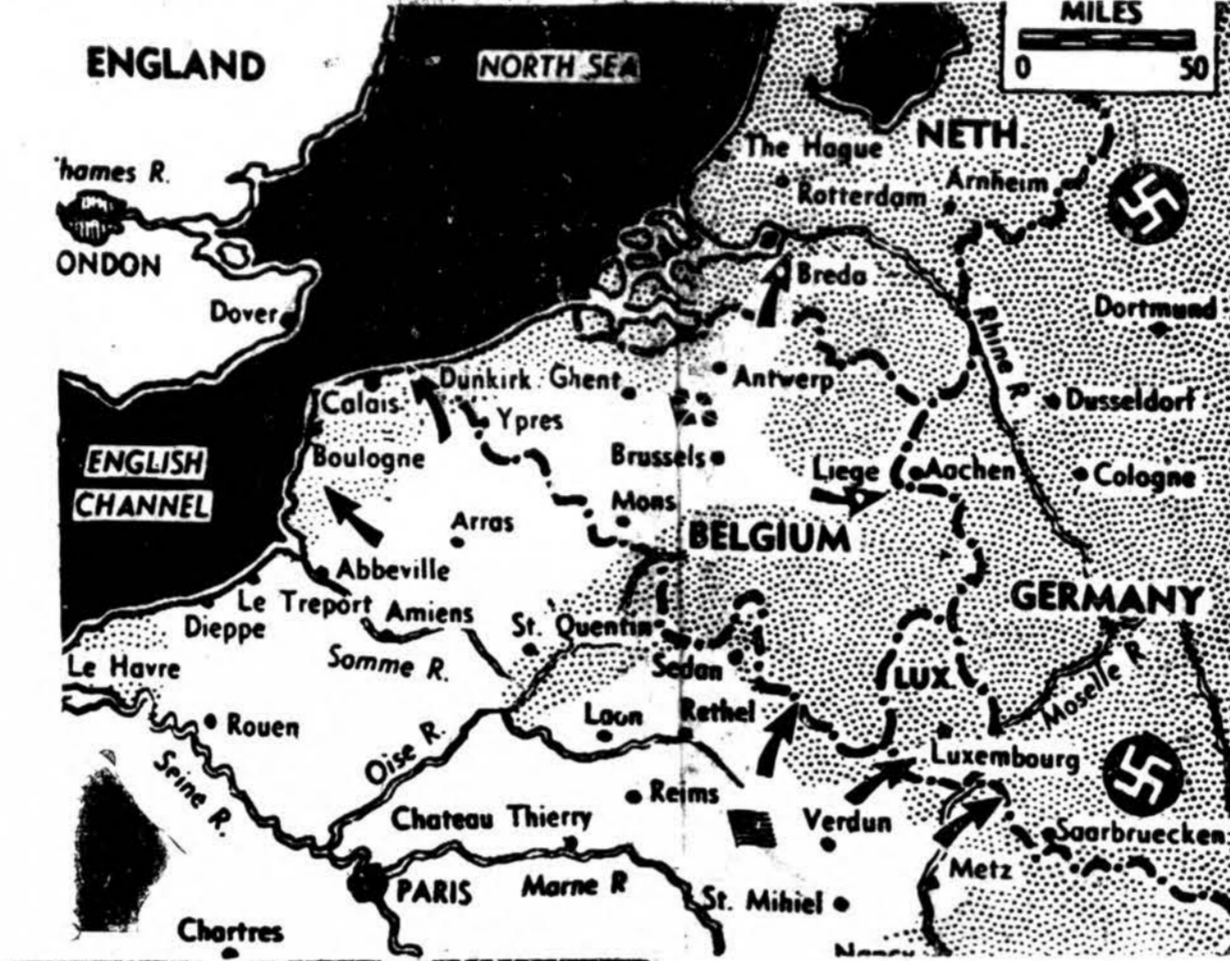 MILES
0 50
ENGLAND
NORTH SEA
NETH.
The Hague
Rotterdam
Arnheim
hames R.
ONDON
Dover
Breda
Rhine R.
Dortmund
Dunkirk
Ghent
Antwerp
Dusseldorf
Calais
Ypres
Boulogne
Brussels
Liege
Aachen
Cologne
ENGLISH
CHANNEL
Mons
Arras
BELGIUM
Abbeville
GERMANY
Le Treport
Amiens
Dieppe
St. Quentin
Somme R.
Sedan
LUX.
Moselle R
Le Havre
Rouen
Laon
Rethel
Oise R.
Seine R.
Luxembourg
Reims
Chateau Thierry
Verdun
Saarbruecken
Metz
PARIS
Marne R
St. Mihiel
Chartres